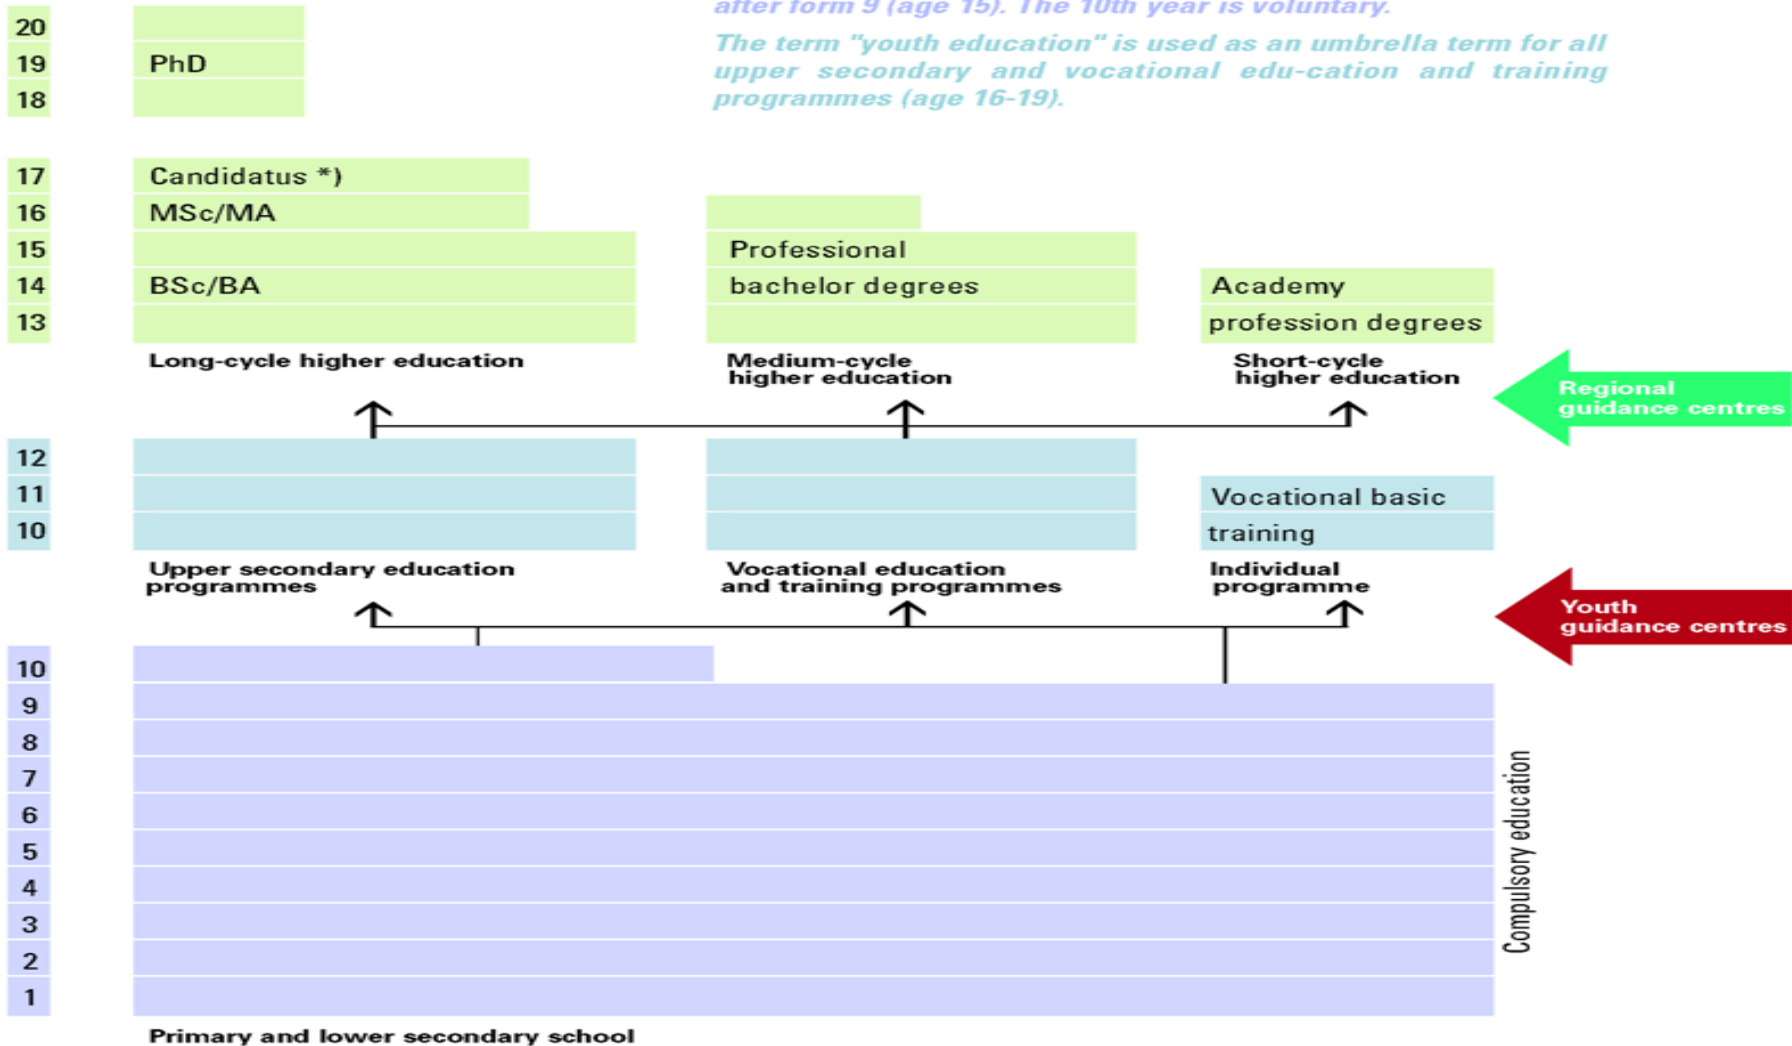 after form 9 (age 15). The 10th year is voluntary.
The term "youth education" is used as an umbrella term for all
upper secondary and vocational edu-cation and training
programmes (age 16-19).
20
19 PhD
18
17 Candidatus *)
16 MSc/MA
15 Professional
14 BSc/BA bachelor degrees Academy
13 profession degrees
Long-cycle higher education
Medium-cycle
higher education
Short-cycle
higher education
Regional
guidance centres
12
11 Vocational basic
10 training
Upper secondary education
programmes
Vocational education
and training programmes
Individual
programme
Youth
guidance centres
10
9
8
7
6
5
4
3
2
1
Compulsory education
Primary and lower secondary school